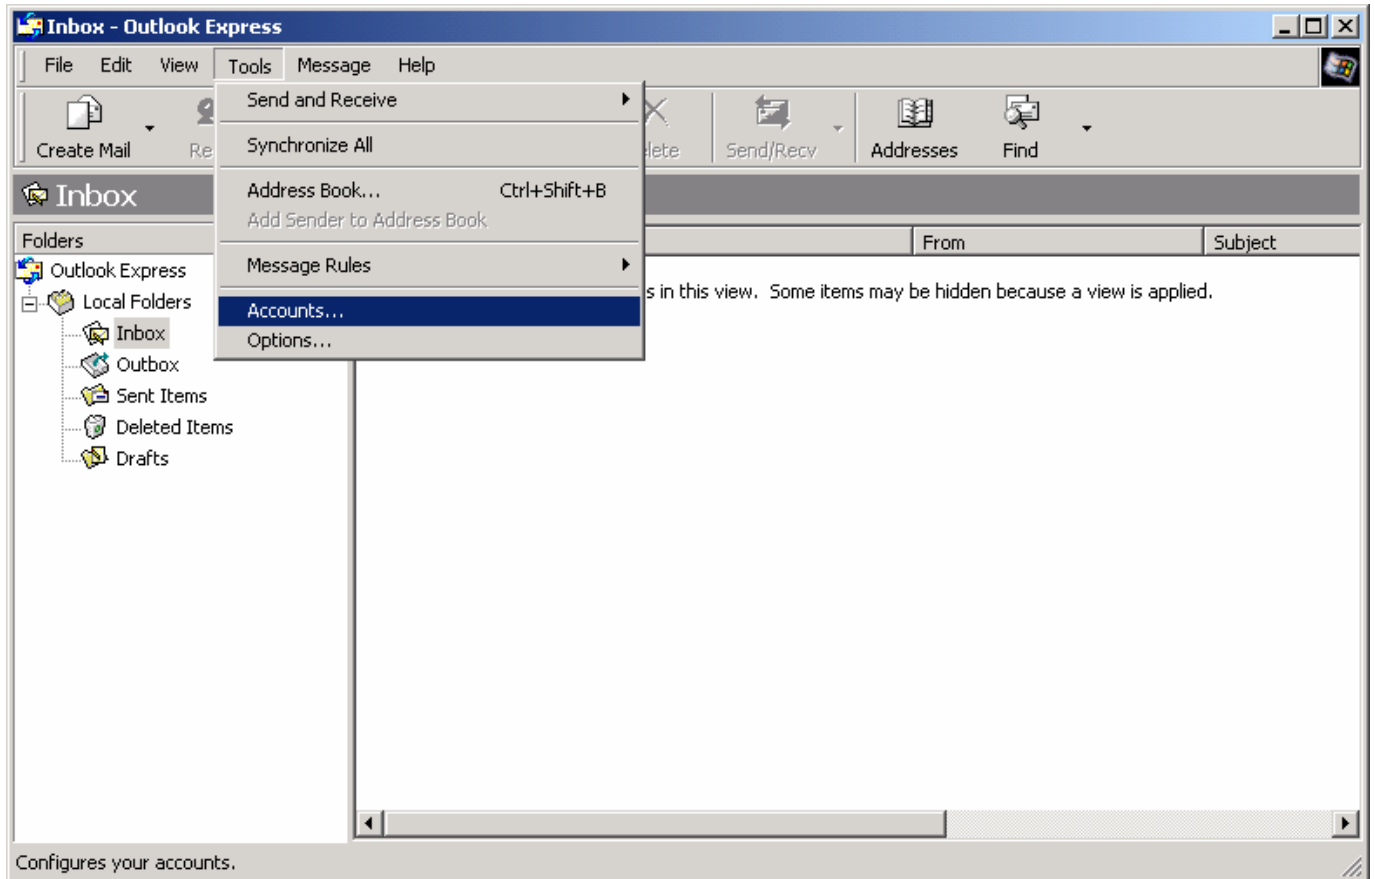 Inbox - Outlook Express
File Edit View Tools Message Help
Create Mail Re lete Send/Recv Addresses Find
Send and Receive
Synchronize All
Address Book... Ctrl+Shift+B
Add Sender to Address Book
Message Rules
Accounts...
Options...
Inbox
Folders
Outlook Express
Local Folders
Inbox
Outbox
Sent Items
Deleted Items
Drafts
From Subject
s in this view. Some items may be hidden because a view is applied.
Configures your accounts.